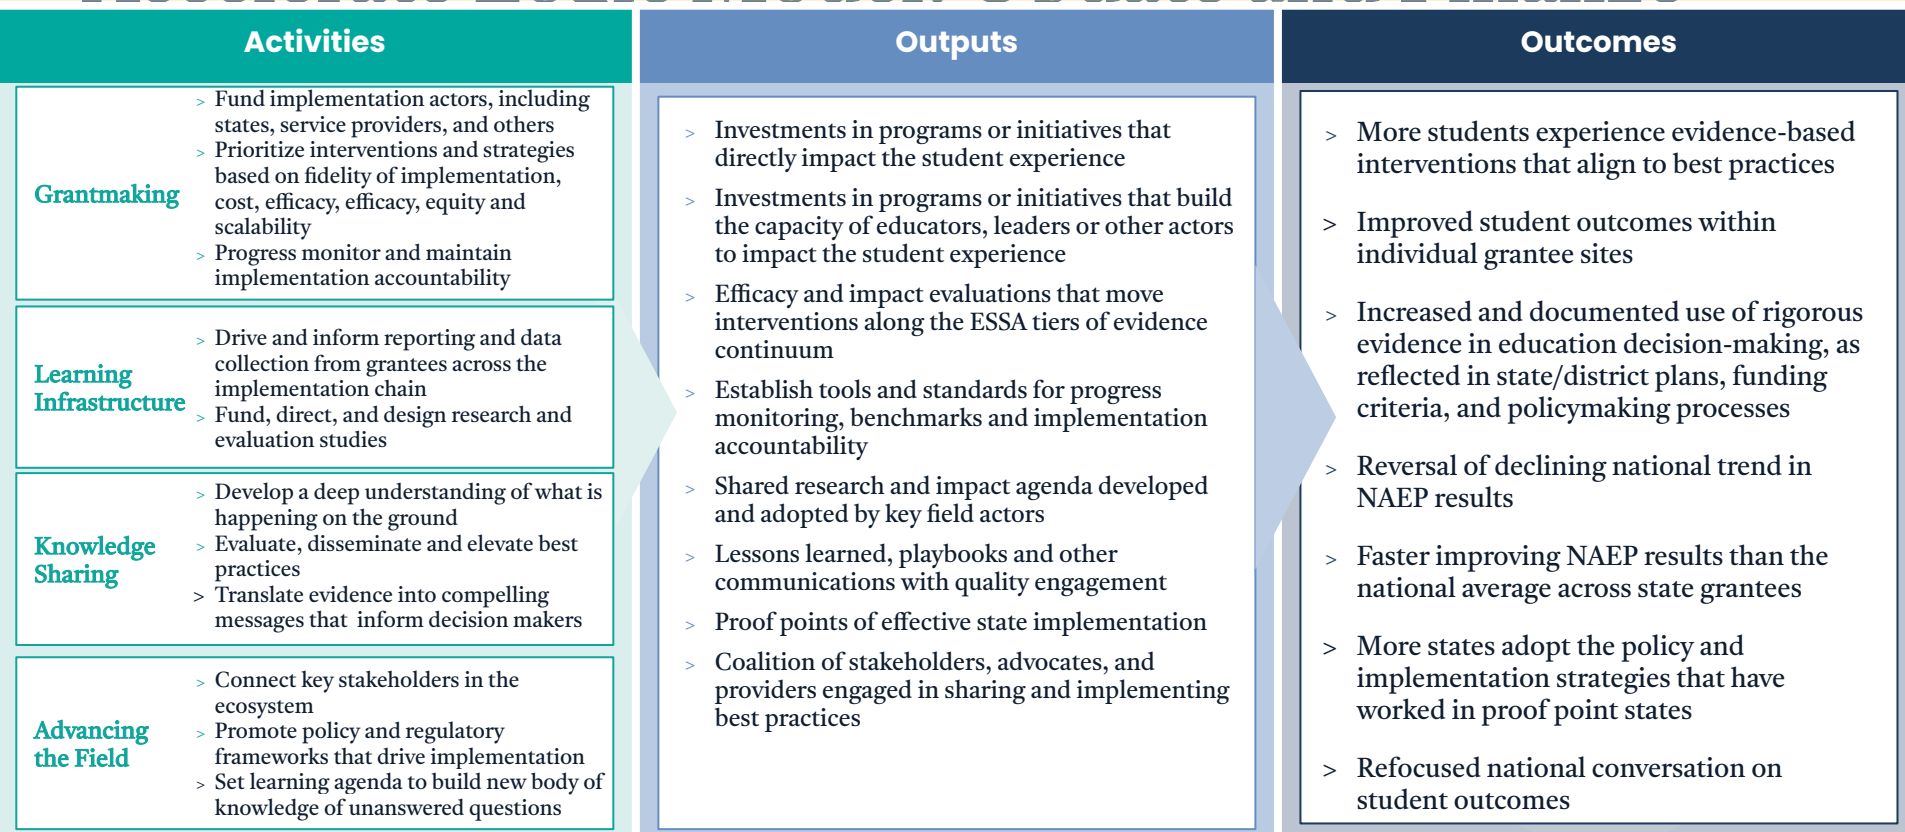 Activities
Grantmaking
> Fund implementation actors, including
states, service providers, and others
> Prioritize interventions and strategies
based on fidelity of implementation,
cost, efficacy, efficacy, equity and
scalability
> Progress monitor and maintain
implementation accountability
Learning
Infrastructure
> Drive and inform reporting and data
collection from grantees across the
implementation chain
> Fund, direct, and design research and
evaluation studies
Knowledge
Sharing
> Develop a deep understanding of what is
happening on the ground
> Evaluate, disseminate and elevate best
practices
> Translate evidence into compelling
messages that inform decision makers
Advancing
the Field
> Connect key stakeholders in the
ecosystem
> Promote policy and regulatory
frameworks that drive implementation
> Set learning agenda to build new body of
knowledge of unanswered questions
Outputs
> Investments in programs or initiatives that
directly impact the student experience
> Investments in programs or initiatives that build
the capacity of educators, leaders or other actors
to impact the student experience
> Efficacy and impact evaluations that move
interventions along the ESSA tiers of evidence
continuum
> Establish tools and standards for progress
monitoring, benchmarks and implementation
accountability
> Shared research and impact agenda developed
and adopted by key field actors
> Lessons learned, playbooks and other
communications with quality engagement
> Proof points of effective state implementation
> Coalition of stakeholders, advocates, and
providers engaged in sharing and implementing
best practices
Outcomes
> More students experience evidence-based
interventions that align to best practices
> Improved student outcomes within
individual grantee sites
> Increased and documented use of rigorous
evidence in education decision-making, as
reflected in state/district plans, funding
criteria, and policymaking processes
> Reversal of declining national trend in
NAEP results
> Faster improving NAEP results than the
national average across state grantees
> More states adopt the policy and
implementation strategies that have
worked in proof point states
> Refocused national conversation on
student outcomes